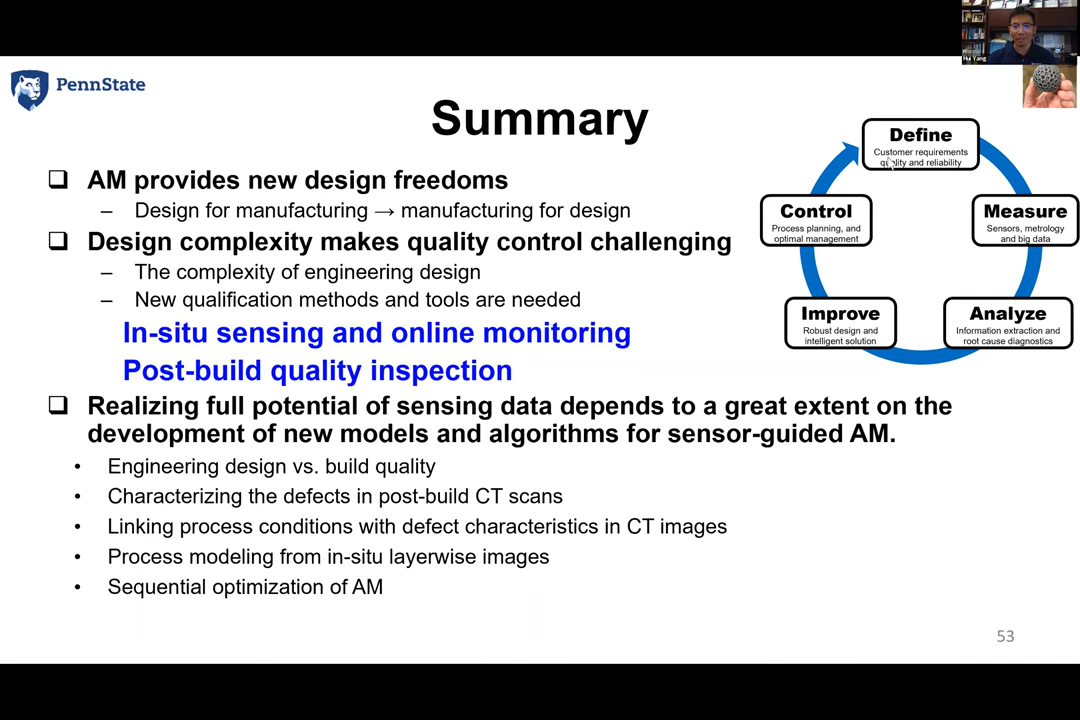 Hui Yang
PennState
Summary
❑ AM provides new design freedoms
– Design for manufacturing → manufacturing for design
❑ Design complexity makes quality control challenging
– The complexity of engineering design
– New qualification methods and tools are needed
In-situ sensing and online monitoring
Post-build quality inspection
❑ Realizing full potential of sensing data depends to a great extent on the
development of new models and algorithms for sensor-guided AM.
• Engineering design vs. build quality
• Characterizing the defects in post-build CT scans
• Linking process conditions with defect characteristics in CT images
• Process modeling from in-situ layerwise images
• Sequential optimization of AM
Define
Customer requirements
quality and reliability
Measure
Sensors, metrology
and big data
Analyze
Information extraction and
root cause diagnostics
Improve
Robust design and
intelligent solution
Control
Process planning, and
optimal management
53